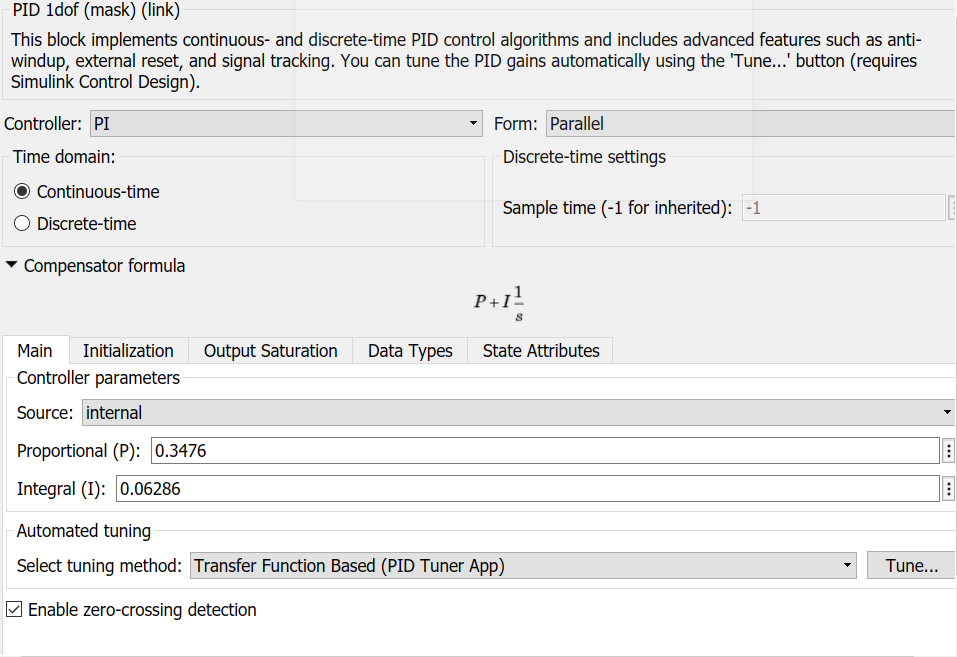 PID 1dof (mask) (link)
This block implements continuous- and discrete-time PID control algorithms and includes advanced features such as anti-
windup, external reset, and signal tracking. You can tune the PID gains automatically using the 'Tune...' button (requires
Simulink Control Design).
Controller: PI Form: Parallel
Time domain: Discrete-time settings
Continuous-time
Sample time (-1 for inherited): -1
Discrete-time
Compensator formula
P + I 1/s
Main Initialization Output Saturation Data Types State Attributes
Controller parameters
Source: internal
Proportional (P): 0.3476
Integral (I): 0.06286
Automated tuning
Select tuning method: Transfer Function Based (PID Tuner App) Tune...
Enable zero-crossing detection